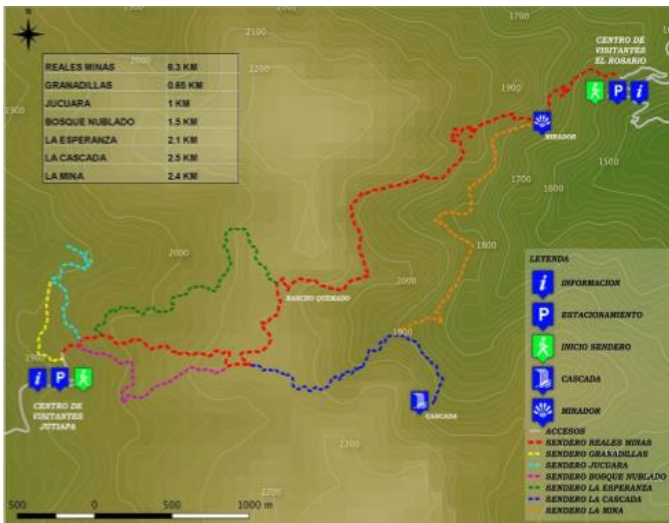 N
2100
1700
2200
1900
CENTRO DE
VISITANTES
EL ROSARIO
REALES MINAS 6.3 KM
GRANADILLAS 0.65 KM
JUCUARA 1 KM
BOSQUE NUBLADO 1.5 KM
LA ESPERANZA 2.1 KM
LA CASCADA 2.5 KM
LA MINA 2.4 KM
P i
MIRADOR
1500
1700
1600
1800
2000
2000
RANCHO QUEMADO
1900
1900
i P
CENTRO DE
VISITANTES
JUTIAPA
CASCADA
2200
2200
LEYENDA
i INFORMACION
P ESTACIONAMIENTO
INICIO SENDERO
CASCADA
MIRADOR
ACCESOS
SENDERO REALES MINAS
SENDERO GRANADILLAS
SENDERO JUCUARA
SENDERO BOSQUE NUBLADO
SENDERO LA ESPERANZA
SENDERO LA CASCADA
SENDERO LA MINA
500 0 500 1000 m